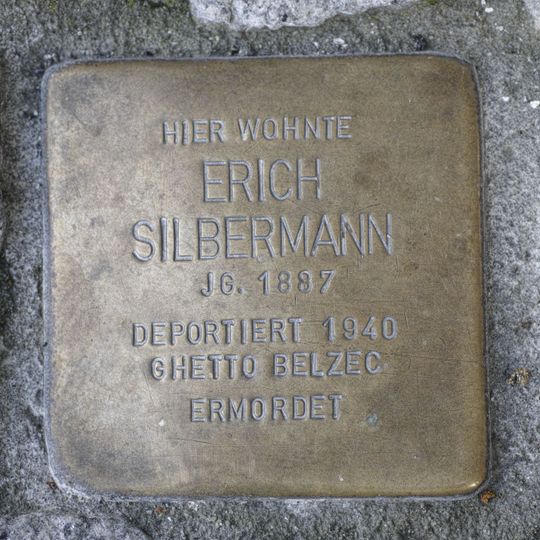 HIER WOHNTE
ERICH
SILBERMANN
JG. 1887
DEPORTIERT 1940
GHETTO BELZEC
ERMORDET